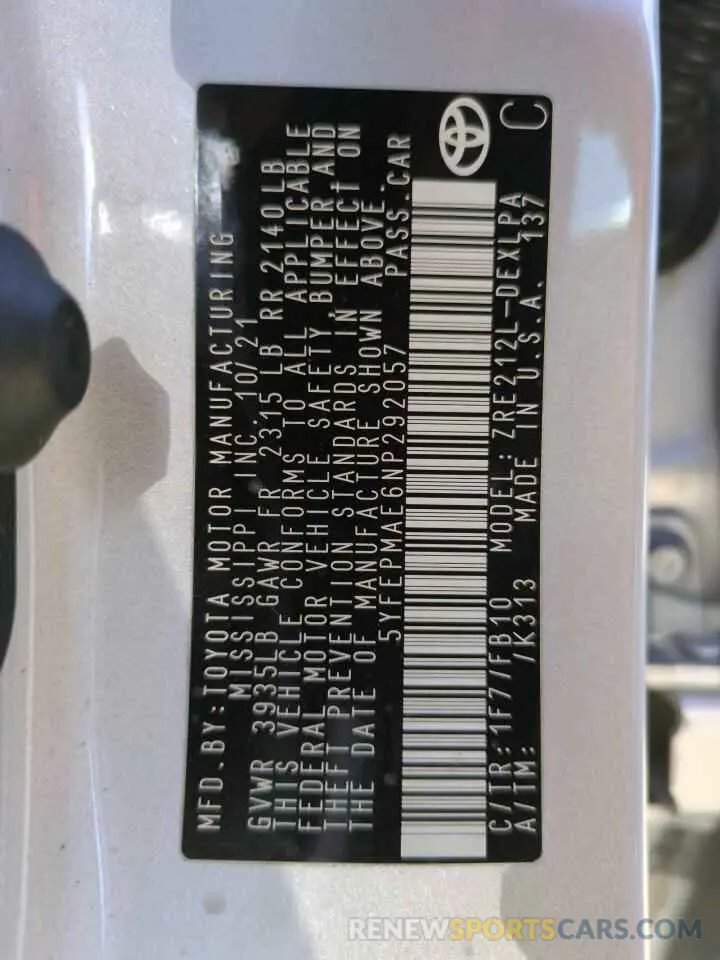 MFD.BY:TOYOTA MOTOR MANUFACTURING
MISSISSIPPI INC. 10/21
GVWR 3935LB GAWR FR 2315 LB RR 2140LB
THIS VEHICLE CONFORMS TO ALL APPLICABLE
FEDERAL MOTOR VEHICLE SAFETY, BUMPER, AND
THEFT PREVENTION STANDARDS IN EFFECT ON
THE DATE OF MANUFACTURE SHOWN ABOVE.
5YFEPMAE6NP292057 PASS.CAR
C/TR:1F7/FB10 MODEL:ZRE212L-DEXLPA
A/TM: /K313 MADE IN U.S.A. 137
C
RENEWSPORTSCARS.COM